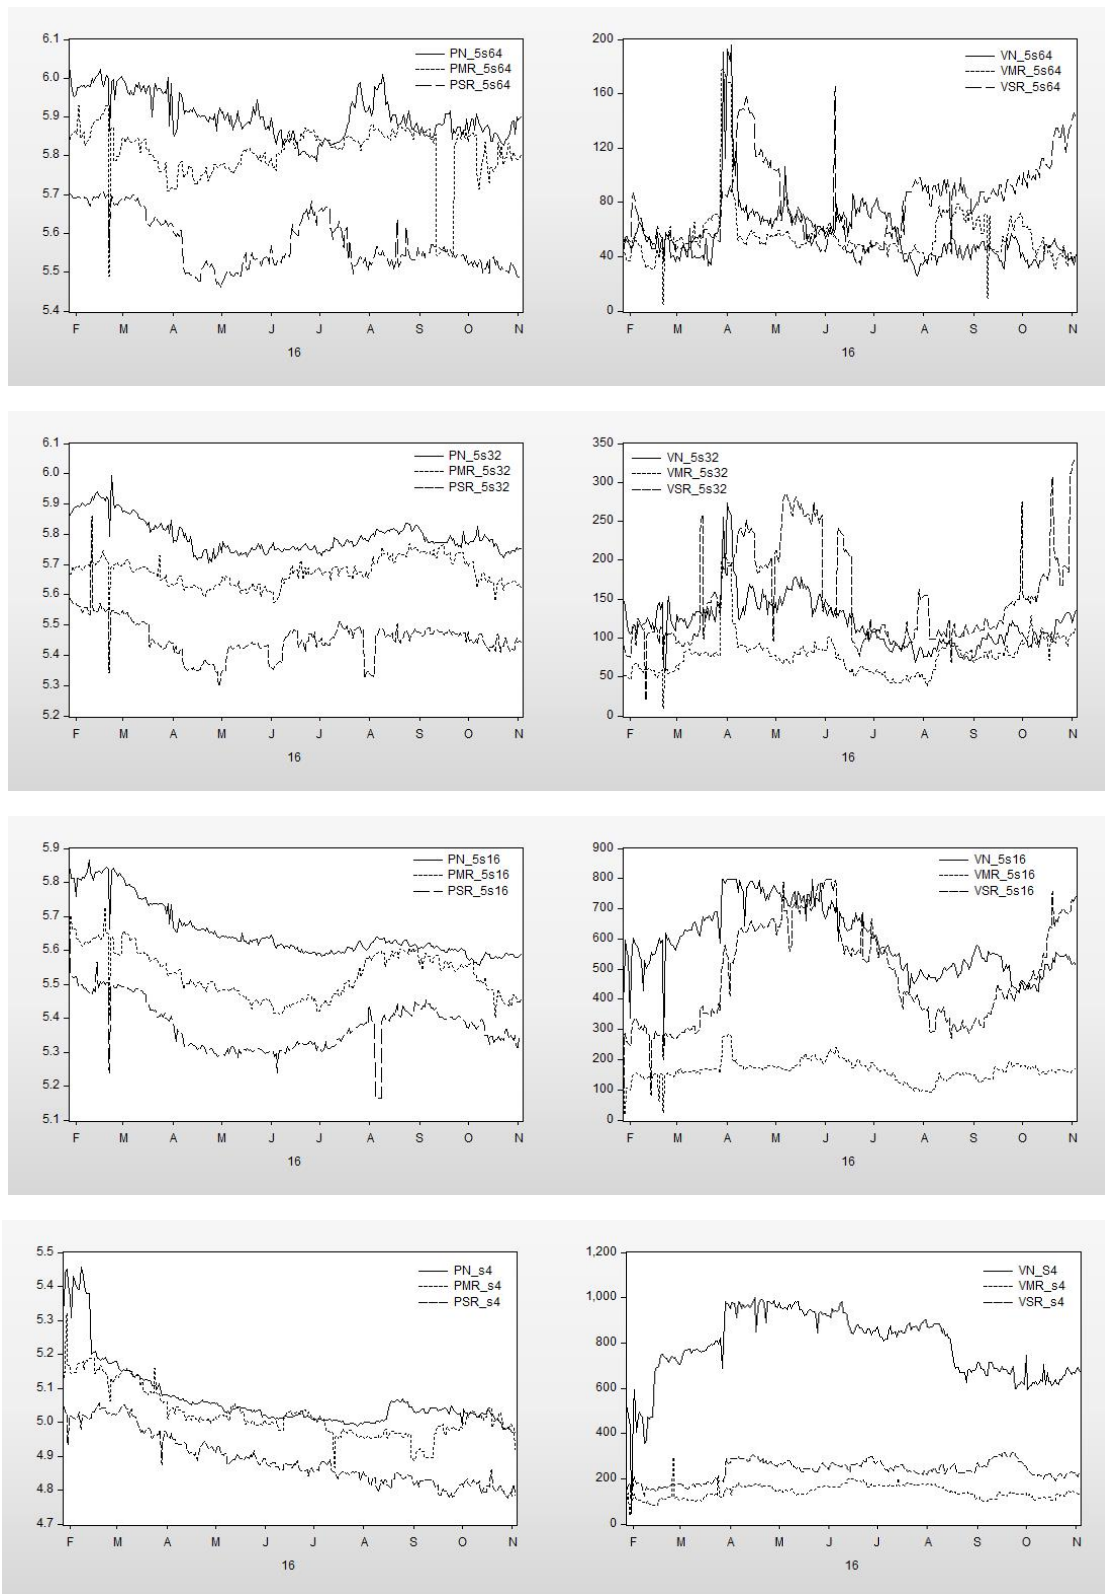 6.1
6.0
5.9
5.8
5.7
5.6
5.5
5.4
PN_5s64
PMR_5s64
PSR_5s64
F M A M J J A S O N
16
200
160
120
80
40
0
VN_5s64
VMR_5s64
VSR_5s64
F M A M J J A S O N
16
6.1
6.0
5.9
5.8
5.7
5.6
5.5
5.4
5.3
5.2
PN_5s32
PMR_5s32
PSR_5s32
F M A M J J A S O N
16
350
300
250
200
150
100
50
0
VN_5s32
VMR_5s32
VSR_5s32
F M A M J J A S O N
16
5.9
5.8
5.7
5.6
5.5
5.4
5.3
5.2
5.1
PN_5s16
PMR_5s16
PSR_5s16
F M A M J J A S O N
16
900
800
700
600
500
400
300
200
100
0
VN_5s16
VMR_5s16
VSR_5s16
F M A M J J A S O N
16
5.5
5.4
5.3
5.2
5.1
5.0
4.9
4.8
4.7
PN_s4
PMR_s4
PSR_s4
F M A M J J A S O N
16
1,200
1,000
800
600
400
200
0
VN_S4
VMR_s4
VSR_s4
F M A M J J A S O N
16